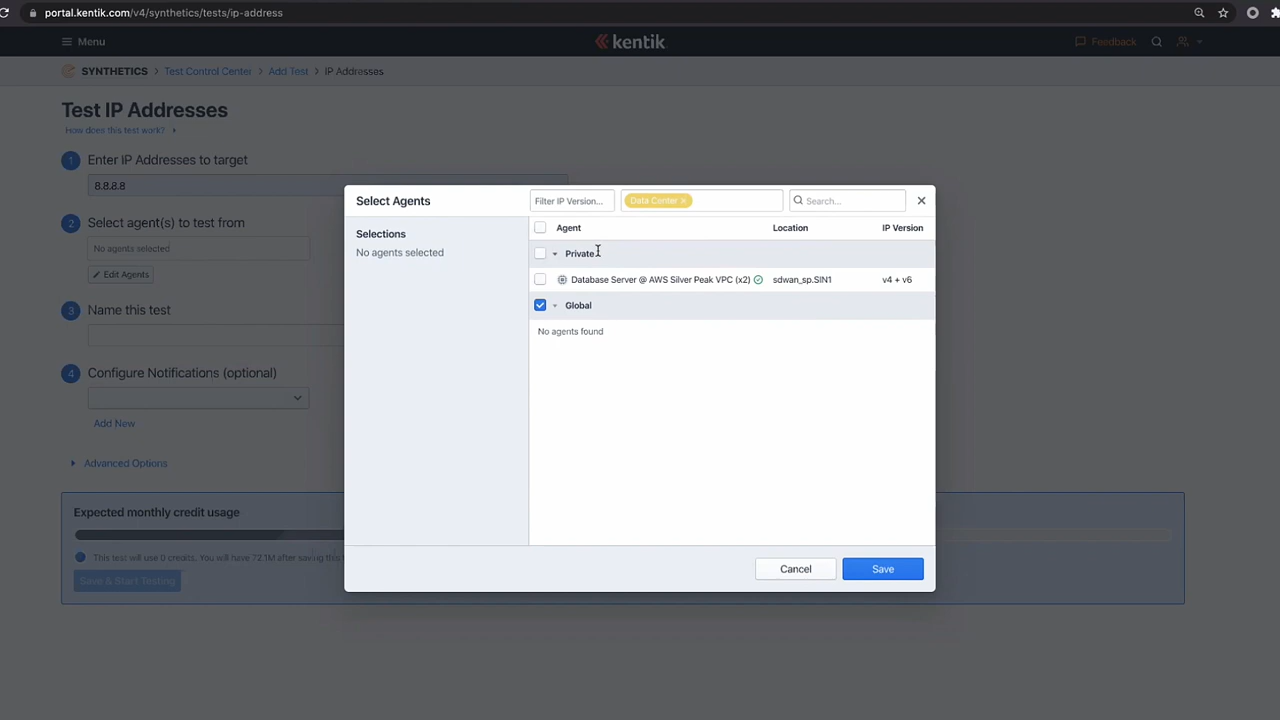 portal.kentik.com/v4/synthetics/tests/ip-address
Menu
kentik
Feedback
SYNTHETICS > Test Control Center > Add Test > IP Addresses
Test IP Addresses
How does this test work?
1 Enter IP Addresses to target
8.8.8.8
2 Select agent(s) to test from
No agents selected
Edit Agents
3 Name this test
4 Configure Notifications (optional)
Add New
Advanced Options
Expected monthly credit usage
This test will use 0 credits. You will have 72.1M after saving this
Save & Start Testing
Select Agents
Filter IP Version...
Data Center ×
Search...
Selections
No agents selected
Agent Location IP Version
Private
Database Server @ AWS Silver Peak VPC (x2) sdwan_sp.SIN1 v4 + v6
Global
No agents found
Cancel
Save